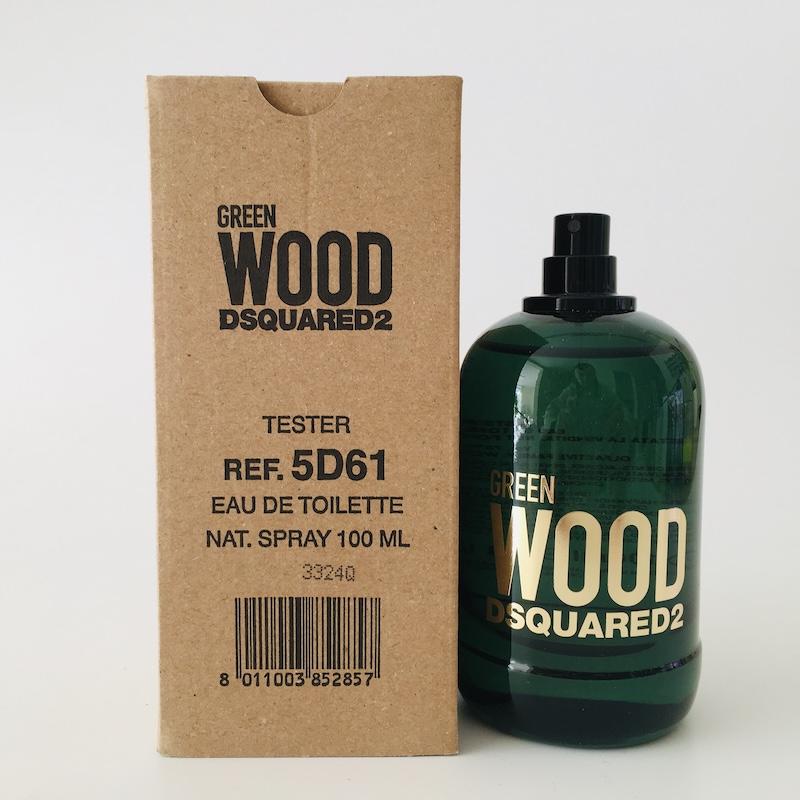 GREEN
WOOD
DSQUARED2
TESTER
REF. 5D61
EAU DE TOILETTE
NAT. SPRAY 100 ML
3324Q
8 011003 852857
GREEN
WOOD
DSQUARED2